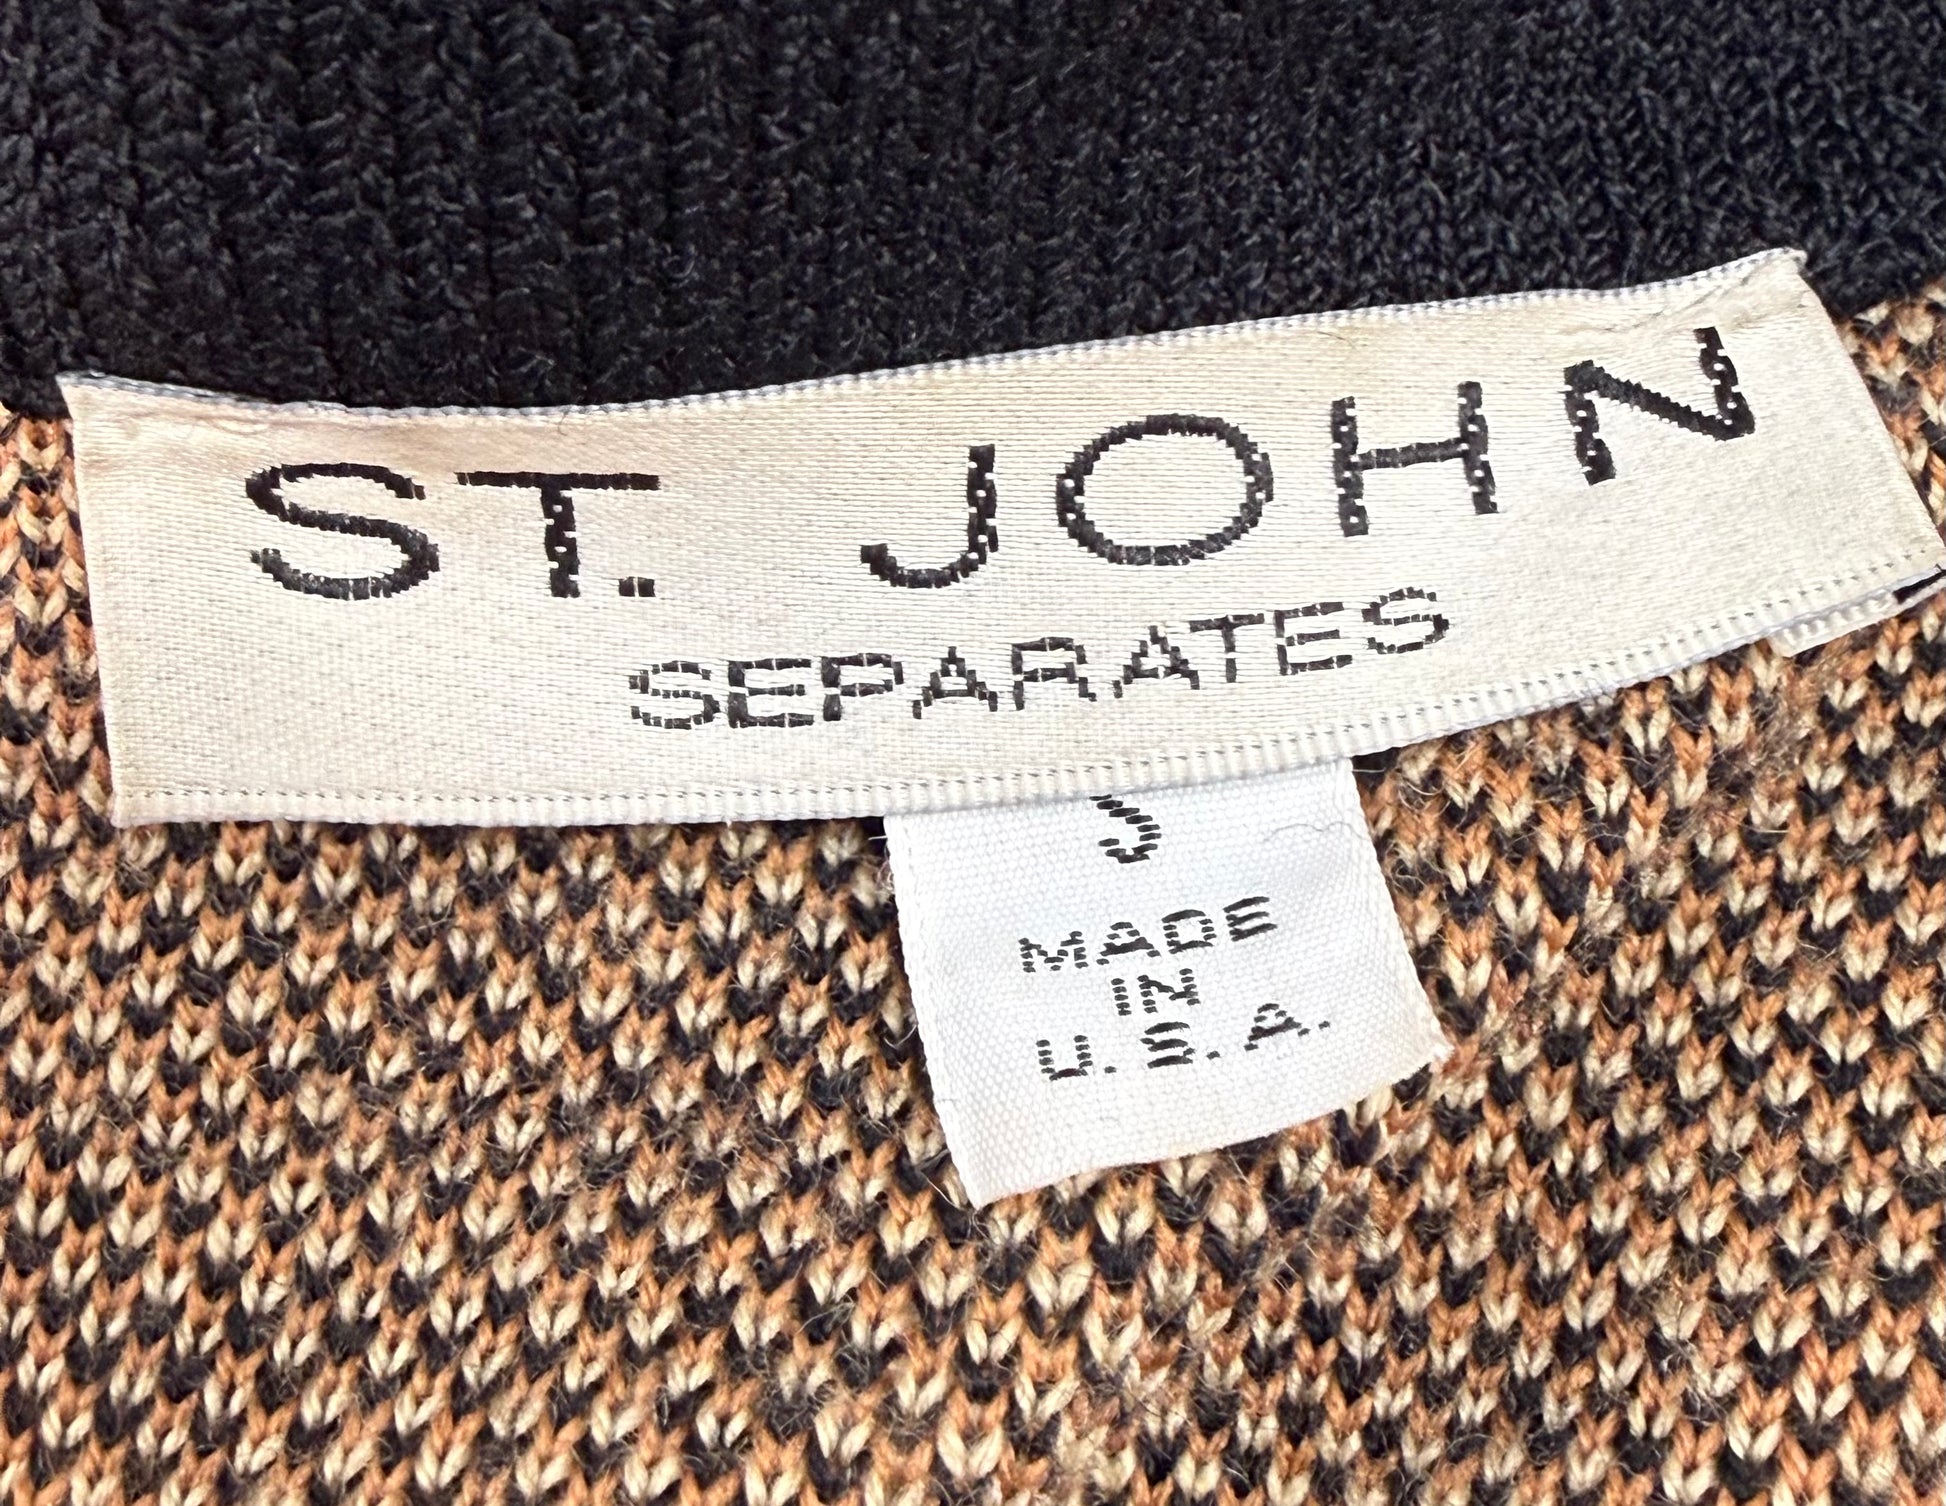 ST. JOHN
SEPARATES
MADE
IN
U.S.A.